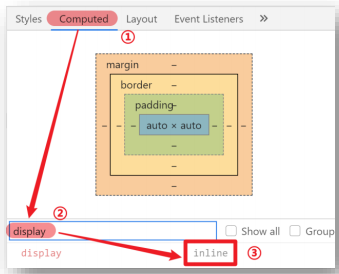 Styles Computed Layout Event Listeners »
①
margin –
border –
padding –
– – – auto × auto – – –
–
–
–
②
display Show all Group
display inline ③